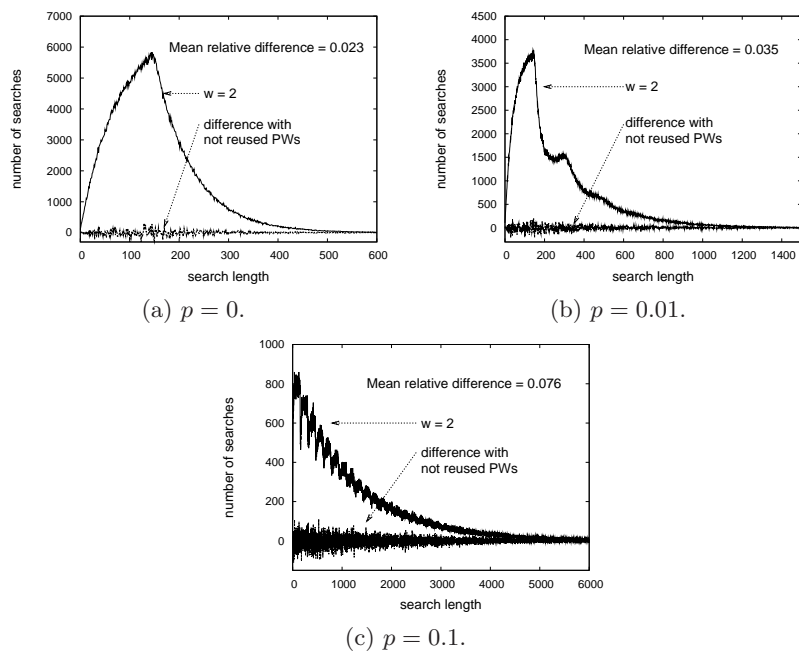 7000
6000
5000
4000
3000
2000
1000
0
number of searches
Mean relative difference = 0.023
w = 2
difference with
not reused PWs
0 100 200 300 400 500 600
search length
(a) p = 0.
4500
4000
3500
3000
2500
2000
1500
1000
500
0
number of searches
Mean relative difference = 0.035
w = 2
difference with
not reused PWs
0 200 400 600 800 1000 1200 1400
search length
(b) p = 0.01.
1000
800
600
400
200
0
number of searches
Mean relative difference = 0.076
w = 2
difference with
not reused PWs
0 1000 2000 3000 4000 5000 6000
search length
(c) p = 0.1.